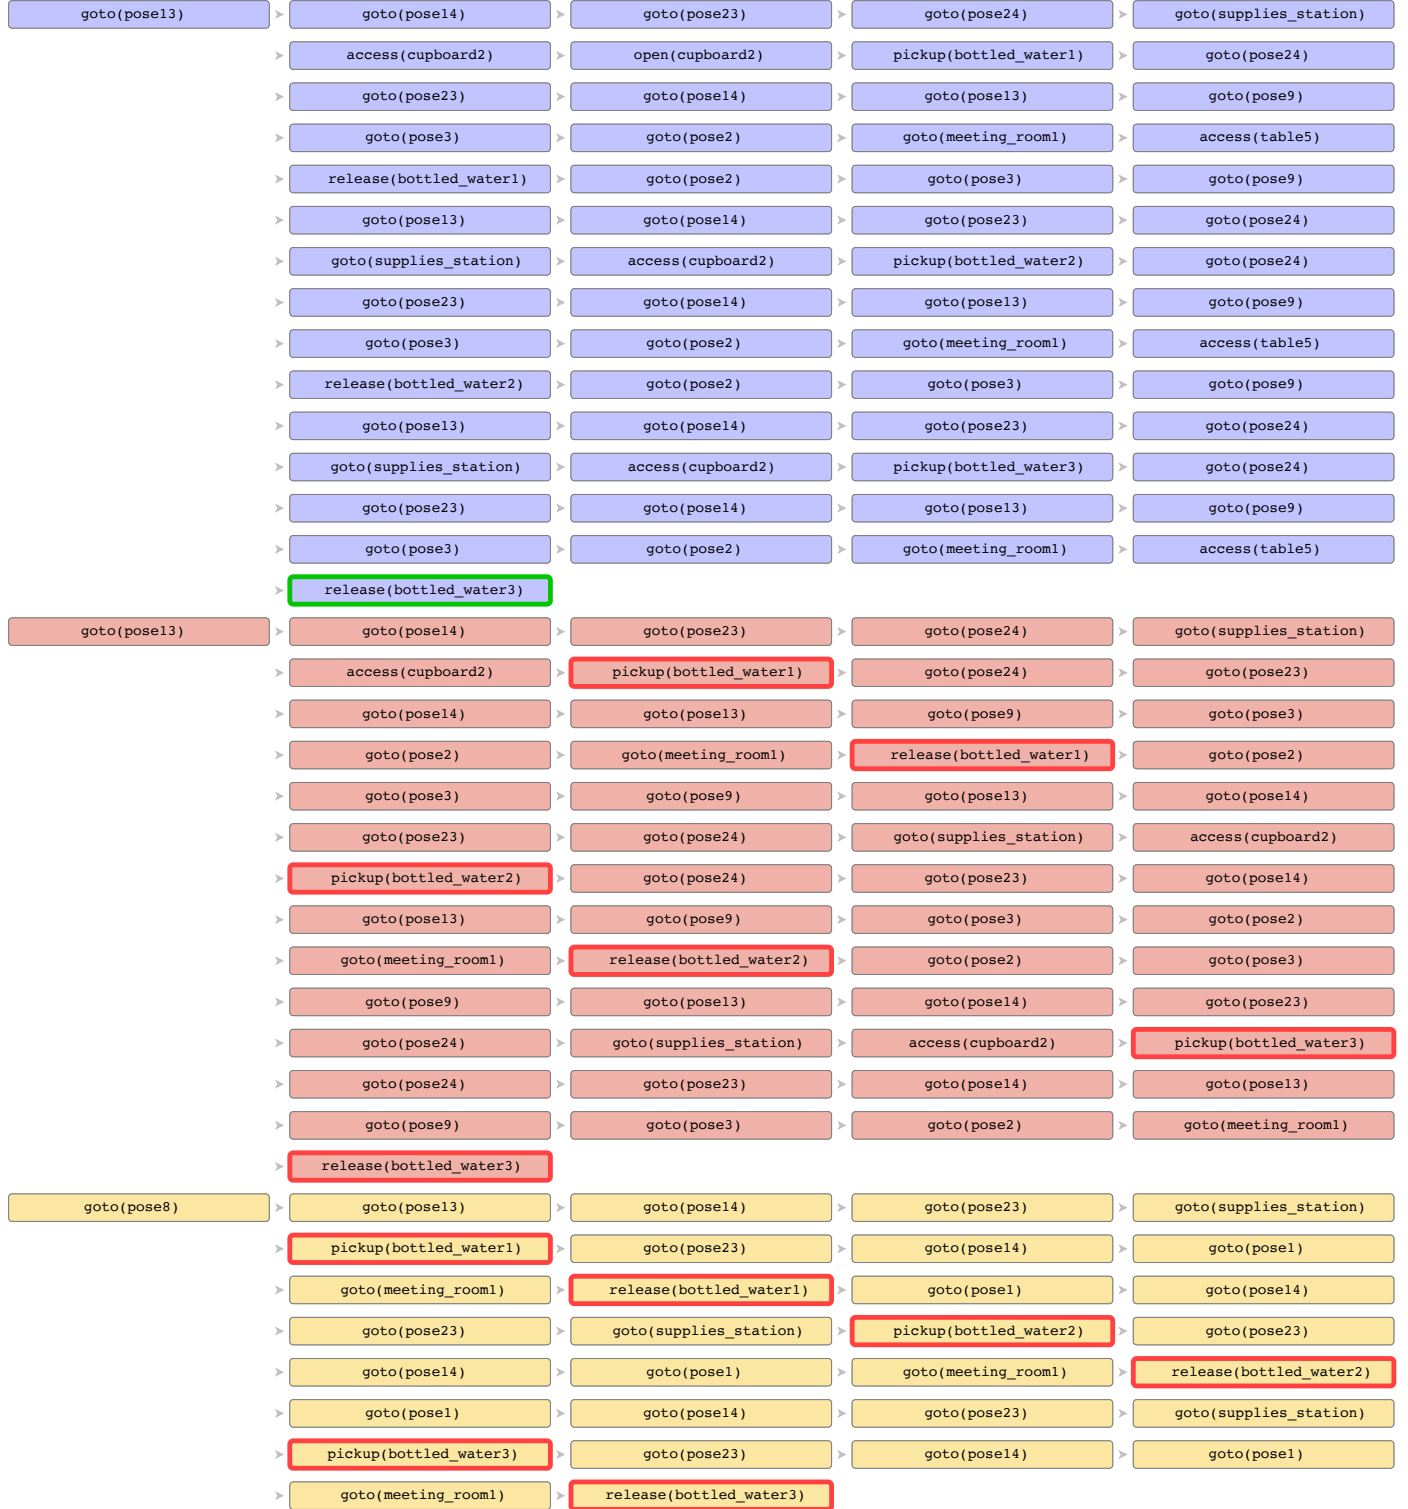 goto(pose13) goto(pose14) goto(pose23) goto(pose24) goto(supplies_station)
access(cupboard2) open(cupboard2) pickup(bottled_water1) goto(pose24)
goto(pose23) goto(pose14) goto(pose13) goto(pose9)
goto(pose3) goto(pose2) goto(meeting_room1) access(table5)
release(bottled_water1) goto(pose2) goto(pose3) goto(pose9)
goto(pose13) goto(pose14) goto(pose23) goto(pose24)
goto(supplies_station) access(cupboard2) pickup(bottled_water2) goto(pose24)
goto(pose23) goto(pose14) goto(pose13) goto(pose9)
goto(pose3) goto(pose2) goto(meeting_room1) access(table5)
release(bottled_water2) goto(pose2) goto(pose3) goto(pose9)
goto(pose13) goto(pose14) goto(pose23) goto(pose24)
goto(supplies_station) access(cupboard2) pickup(bottled_water3) goto(pose24)
goto(pose23) goto(pose14) goto(pose13) goto(pose9)
goto(pose3) goto(pose2) goto(meeting_room1) access(table5)
release(bottled_water3)
goto(pose13) goto(pose14) goto(pose23) goto(pose24) goto(supplies_station)
access(cupboard2) pickup(bottled_water1) goto(pose24) goto(pose23)
goto(pose14) goto(pose13) goto(pose9) goto(pose3)
goto(pose2) goto(meeting_room1) release(bottled_water1) goto(pose2)
goto(pose3) goto(pose9) goto(pose13) goto(pose14)
goto(pose23) goto(pose24) goto(supplies_station) access(cupboard2)
pickup(bottled_water2) goto(pose24) goto(pose23) goto(pose14)
goto(pose13) goto(pose9) goto(pose3) goto(pose2)
goto(meeting_room1) release(bottled_water2) goto(pose2) goto(pose3)
goto(pose9) goto(pose13) goto(pose14) goto(pose23)
goto(pose24) goto(supplies_station) access(cupboard2) pickup(bottled_water3)
goto(pose24) goto(pose23) goto(pose14) goto(pose13)
goto(pose9) goto(pose3) goto(pose2) goto(meeting_room1)
release(bottled_water3)
goto(pose8) goto(pose13) goto(pose14) goto(pose23) goto(supplies_station)
pickup(bottled_water1) goto(pose23) goto(pose14) goto(pose1)
goto(meeting_room1) release(bottled_water1) goto(pose1) goto(pose14)
goto(pose23) goto(supplies_station) pickup(bottled_water2) goto(pose23)
goto(pose14) goto(pose1) goto(meeting_room1) release(bottled_water2)
goto(pose1) goto(pose14) goto(pose23) goto(supplies_station)
pickup(bottled_water3) goto(pose23) goto(pose14) goto(pose1)
goto(meeting_room1) release(bottled_water3)